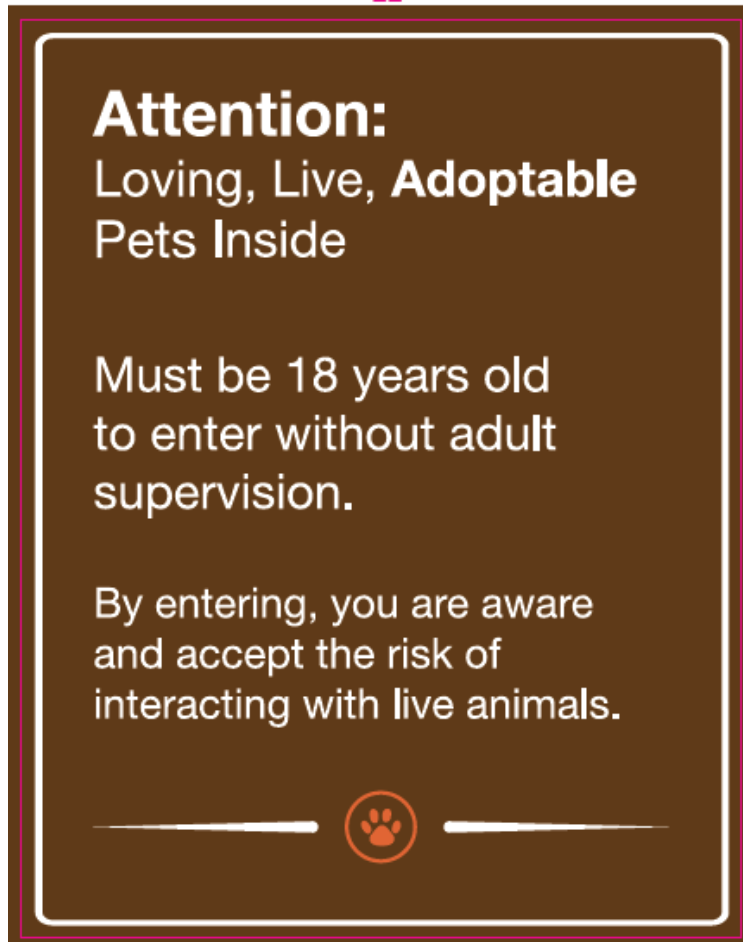 Attention:
Loving, Live, Adoptable
Pets Inside
Must be 18 years old
to enter without adult
supervision.
By entering, you are aware
and accept the risk of
interacting with live animals.